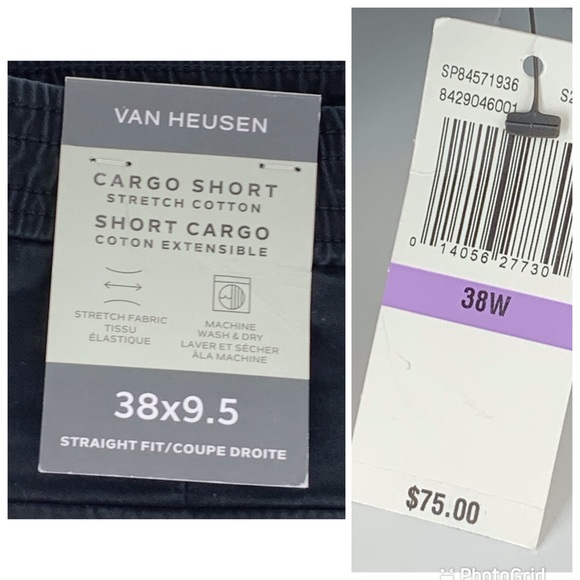 VAN HEUSEN
CARGO SHORT
STRETCH COTTON
SHORT CARGO
COTON EXTENSIBLE
STRETCH FABRIC
TISSU
ÉLASTIQUE
MACHINE
WASH & DRY
LAVER ET SÉCHER
ÀLA MACHINE
38x9.5
STRAIGHT FIT/COUPE DROITE
SP84571936
8429046001
0 14056 27730
38W
$75.00
PhotoGrid